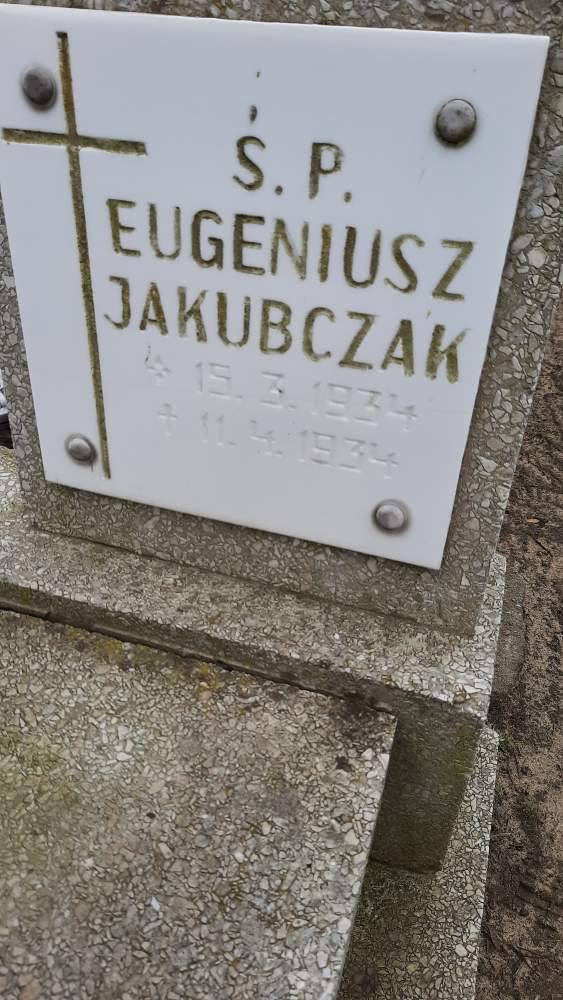 Ś. P.
EUGENIUSZ
JAKUBCZAK
* 15. 3. 1934
† 11. 4. 1934